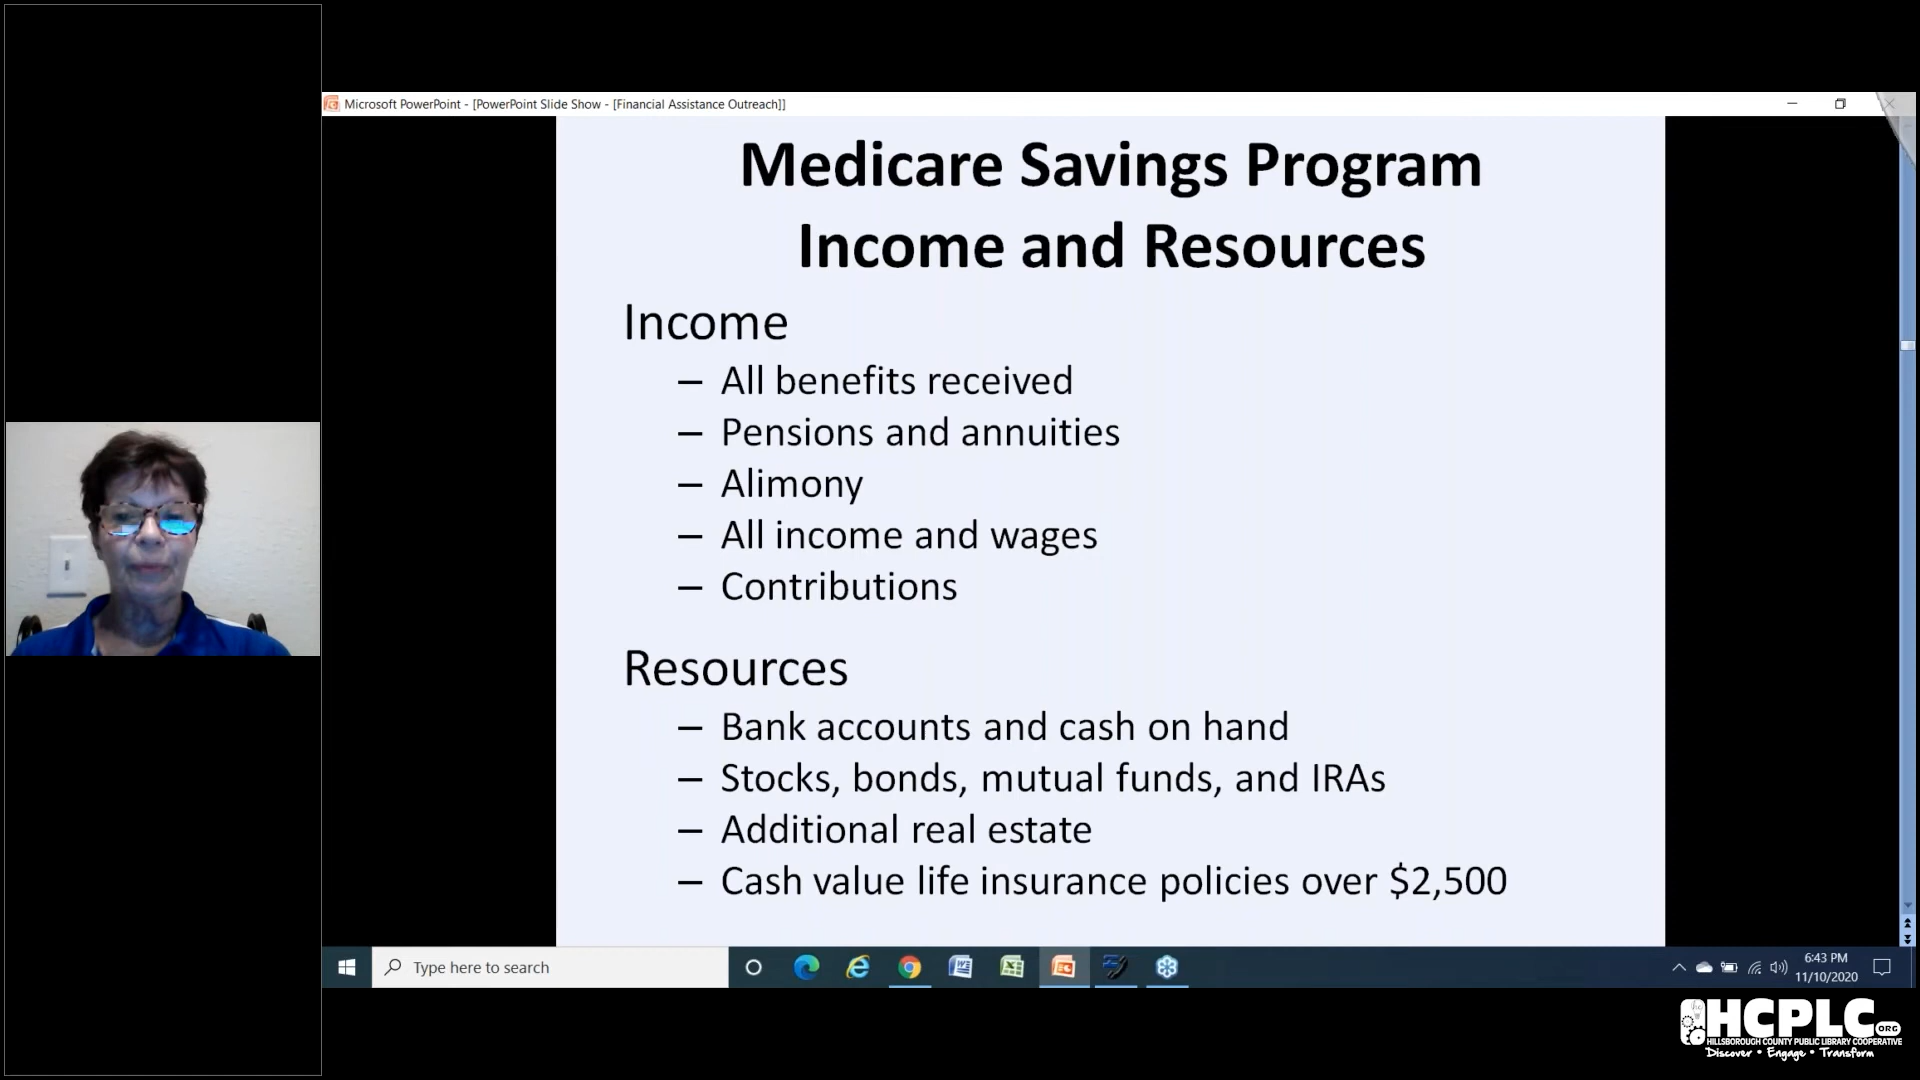 Microsoft PowerPoint - [PowerPoint Slide Show - [Financial Assistance Outreach]]
Medicare Savings Program
Income and Resources
Income
– All benefits received
– Pensions and annuities
– Alimony
– All income and wages
– Contributions
Resources
– Bank accounts and cash on hand
– Stocks, bonds, mutual funds, and IRAs
– Additional real estate
– Cash value life insurance policies over $2,500
Type here to search
6:43 PM
11/10/2020
HCPLC.ORG
HILLSBOROUGH COUNTY PUBLIC LIBRARY COOPERATIVE
Discover • Engage • Transform